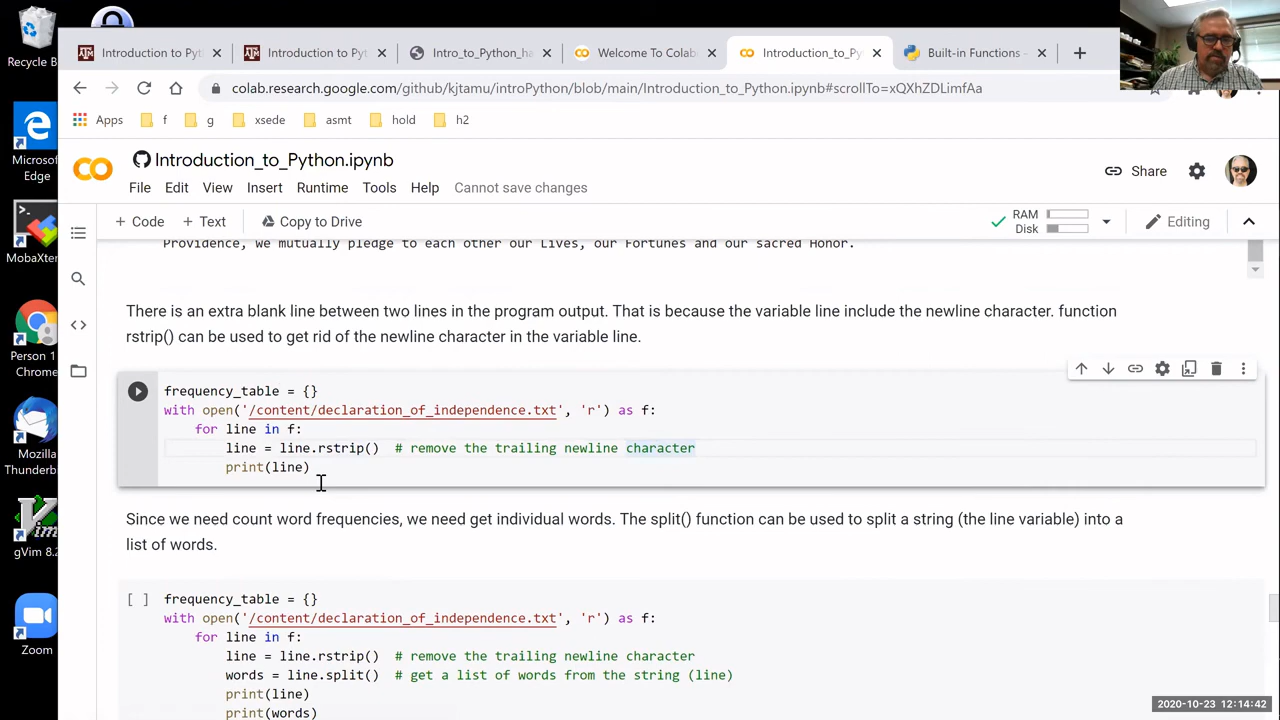 Recycle B
Introduction to Pyt
Introduction to Pyt
Intro_to_Python
Welcome To Colab
Introduction_to_Py
Built-in Functions -
colab.research.google.com/github/jtamu/introPython/blob/main/Introduction_to_Python.ipynb#scrollTo=xQXhZDLimfAa
Apps
f
g
xsede
asmt
hold
h2
Microsof
Edge
Introduction_to_Python.ipynb
File
Edit
View
Insert
Runtime
Tools
Help
Cannot save changes
Share
+ Code
+ Text
Copy to Drive
RAM
Disk
Editing
MobaXter
Person 1
Chrome
Mozilla
Thunderb
gVim 8.2
Zoom
Providence, we mutually pledge to each other our Lives, our Fortunes and our sacred Honor.
There is an extra blank line between two lines in the program output. That is because the variable line include the newline character. function
rstrip() can be used to get rid of the newline character in the variable line.
frequency_table = {}
with open('/content/declaration_of_independence.txt', 'r') as f:
for line in f:
line = line.rstrip() # remove the trailing newline character
print(line)
Since we need count word frequencies, we need get individual words. The split() function can be used to split a string (the line variable) into a
list of words.
[ ]
frequency_table = {}
with open('/content/declaration_of_independence.txt', 'r') as f:
for line in f:
line = line.rstrip() # remove the trailing newline character
words = line.split() # get a list of words from the string (line)
print(line)
print(words)
2020-10-23 12:14:42